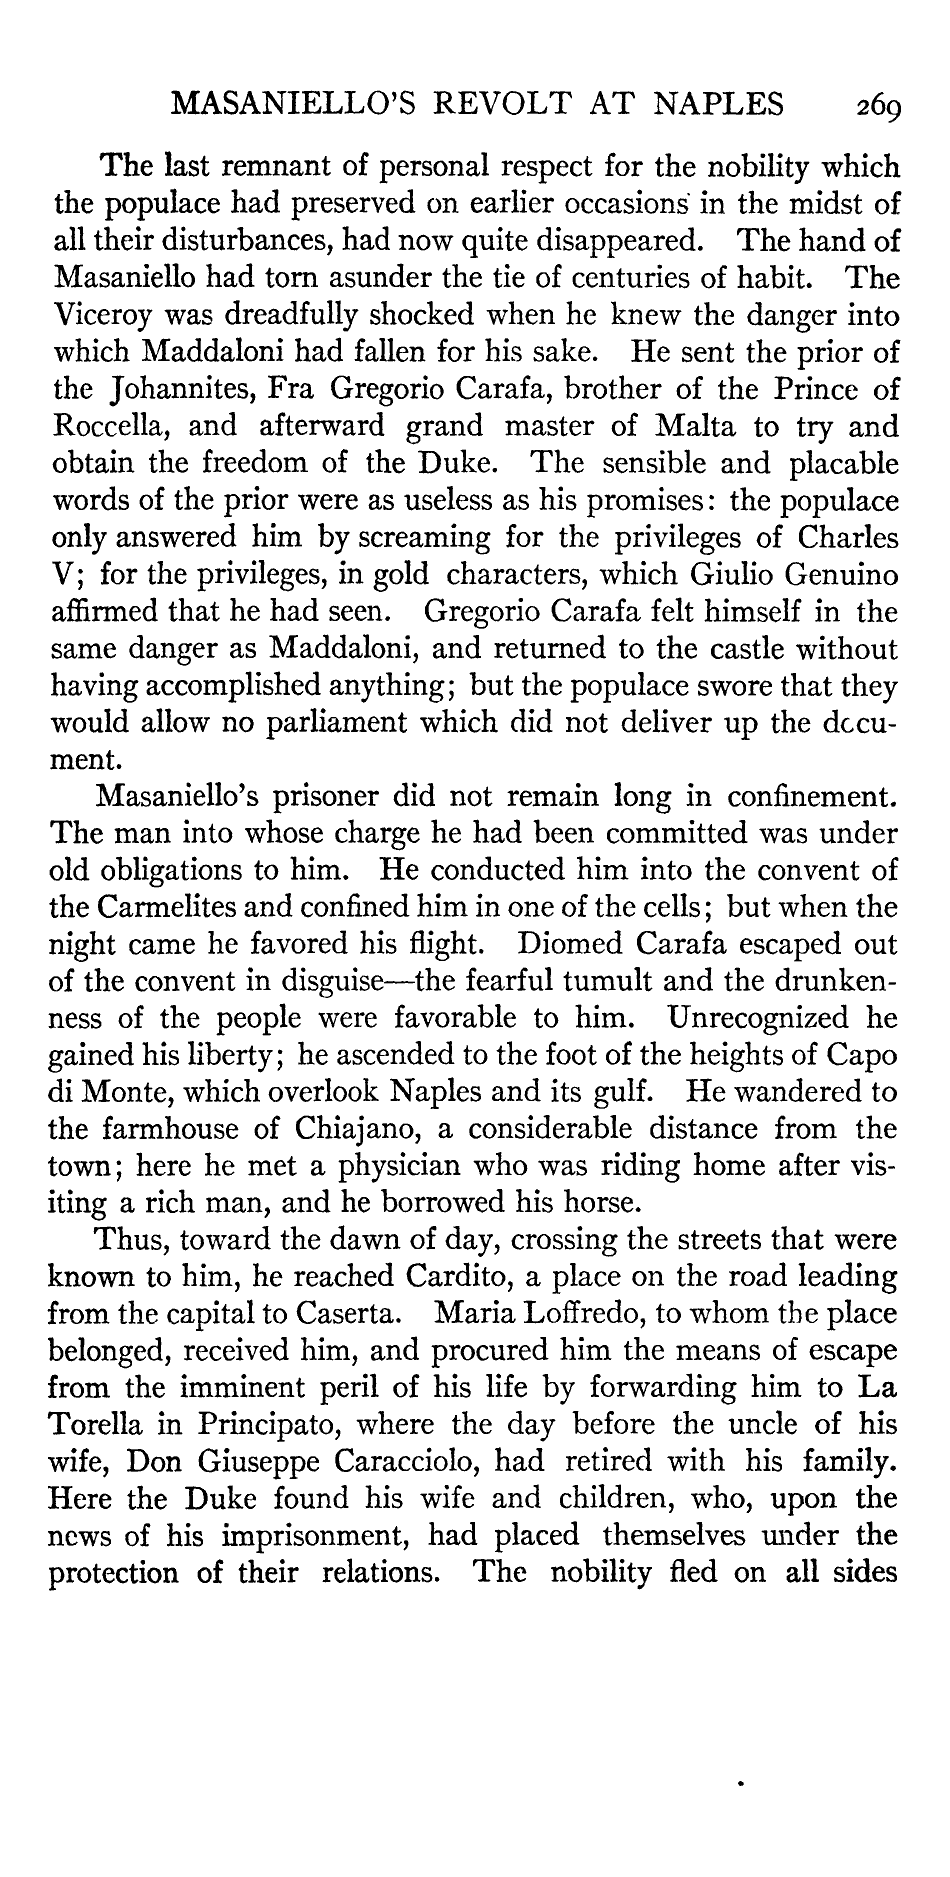 MASANIELLO'S REVOLT AT NAPLES 269
The last remnant of personal respect for the nobility which
the populace had preserved on earlier occasions in the midst of
all their disturbances, had now quite disappeared. The hand of
Masaniello had torn asunder the tie of centuries of habit. The
Viceroy was dreadfully shocked when he knew the danger into
which Maddaloni had fallen for his sake. He sent the prior of
the Johannites, Fra Gregorio Carafa, brother of the Prince of
Roccella, and afterward grand master of Malta to try and
obtain the freedom of the Duke. The sensible and placable
words of the prior were as useless as his promises: the populace
only answered him by screaming for the privileges of Charles
V; for the privileges, in gold characters, which Giulio Genuino
affirmed that he had seen. Gregorio Carafa felt himself in the
same danger as Maddaloni, and returned to the castle without
having accomplished anything; but the populace swore that they
would allow no parliament which did not deliver up the docu-
ment.
Masaniello's prisoner did not remain long in confinement.
The man into whose charge he had been committed was under
old obligations to him. He conducted him into the convent of
the Carmelites and confined him in one of the cells; but when the
night came he favored his flight. Diomed Carafa escaped out
of the convent in disguise—the fearful tumult and the drunken-
ness of the people were favorable to him. Unrecognized he
gained his liberty; he ascended to the foot of the heights of Capo
di Monte, which overlook Naples and its gulf. He wandered to
the farmhouse of Chiajano, a considerable distance from the
town; here he met a physician who was riding home after vis-
iting a rich man, and he borrowed his horse.
Thus, toward the dawn of day, crossing the streets that were
known to him, he reached Cardito, a place on the road leading
from the capital to Caserta. Maria Loffredo, to whom the place
belonged, received him, and procured him the means of escape
from the imminent peril of his life by forwarding him to La
Torella in Principato, where the day before the uncle of his
wife, Don Giuseppe Caracciolo, had retired with his family.
Here the Duke found his wife and children, who, upon the
news of his imprisonment, had placed themselves under the
protection of their relations. The nobility fled on all sides